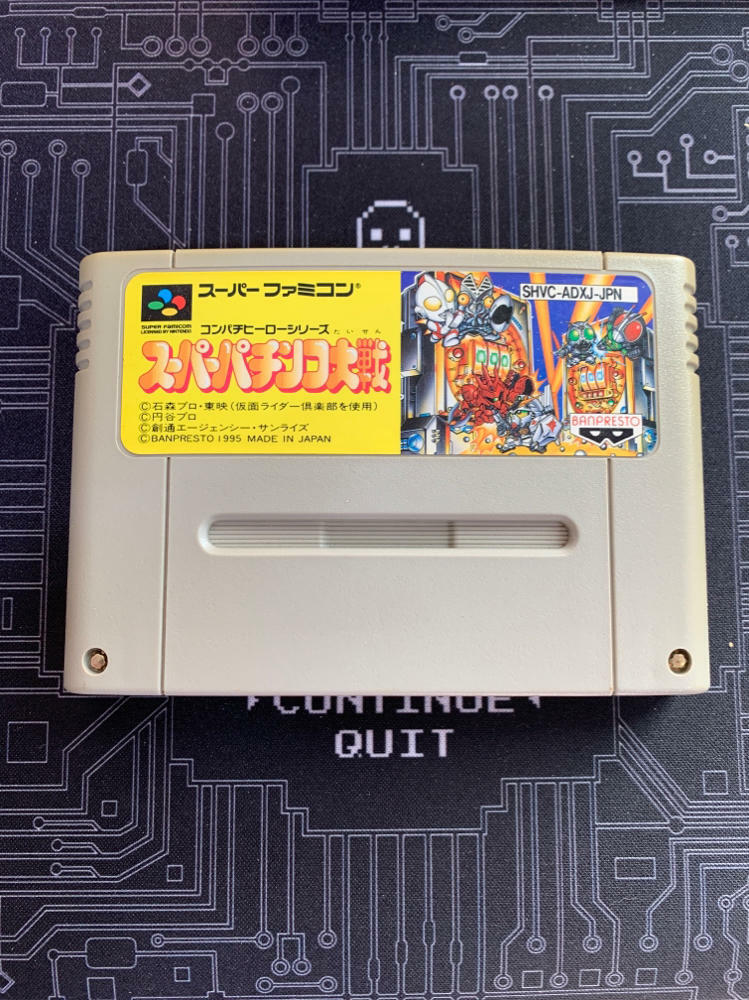 スーパーファミコン®
SUPER FAMICOM
LICENSED BY NINTENDO
コンパチヒーローシリーズ
たいせん
スーパーパチンコ大戦
©石森プロ・東映(仮面ライダー倶楽部を使用)
©円谷プロ
©創通エージェンシー・サンライズ
©BANPRESTO 1995 MADE IN JAPAN
SHVC-ADXJ-JPN
BANPRESTO
CONTINUE
QUIT